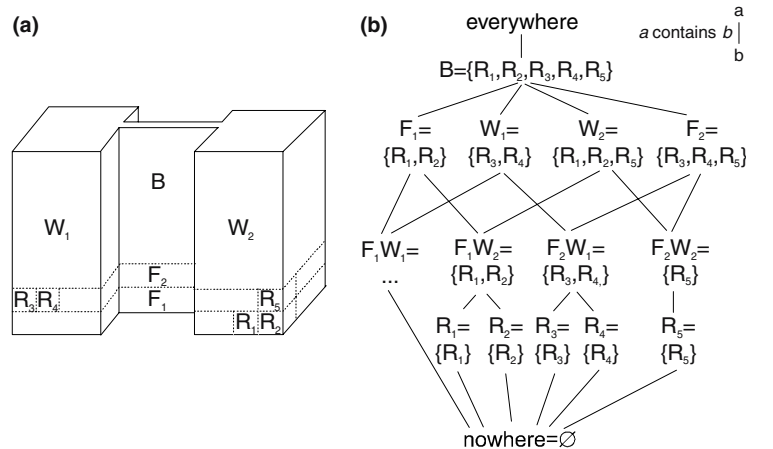 (a)
B
W₁
W₂
F₂
F₁
R₃ R₄
R₅
R₁ R₂
(b)
everywhere
a
a contains b
b
B={R₁,R₂,R₃,R₄,R₅}
F₁= W₁= W₂= F₂=
{R₁,R₂} {R₃,R₄} {R₁,R₂,R₅} {R₃,R₄,R₅}
F₁W₁= F₁W₂= F₂W₁= F₂W₂=
... {R₁,R₂} {R₃,R₄,} {R₅}
R₁= R₂= R₃= R₄= R₅=
{R₁} {R₂} {R₃} {R₄} {R₅}
nowhere=∅